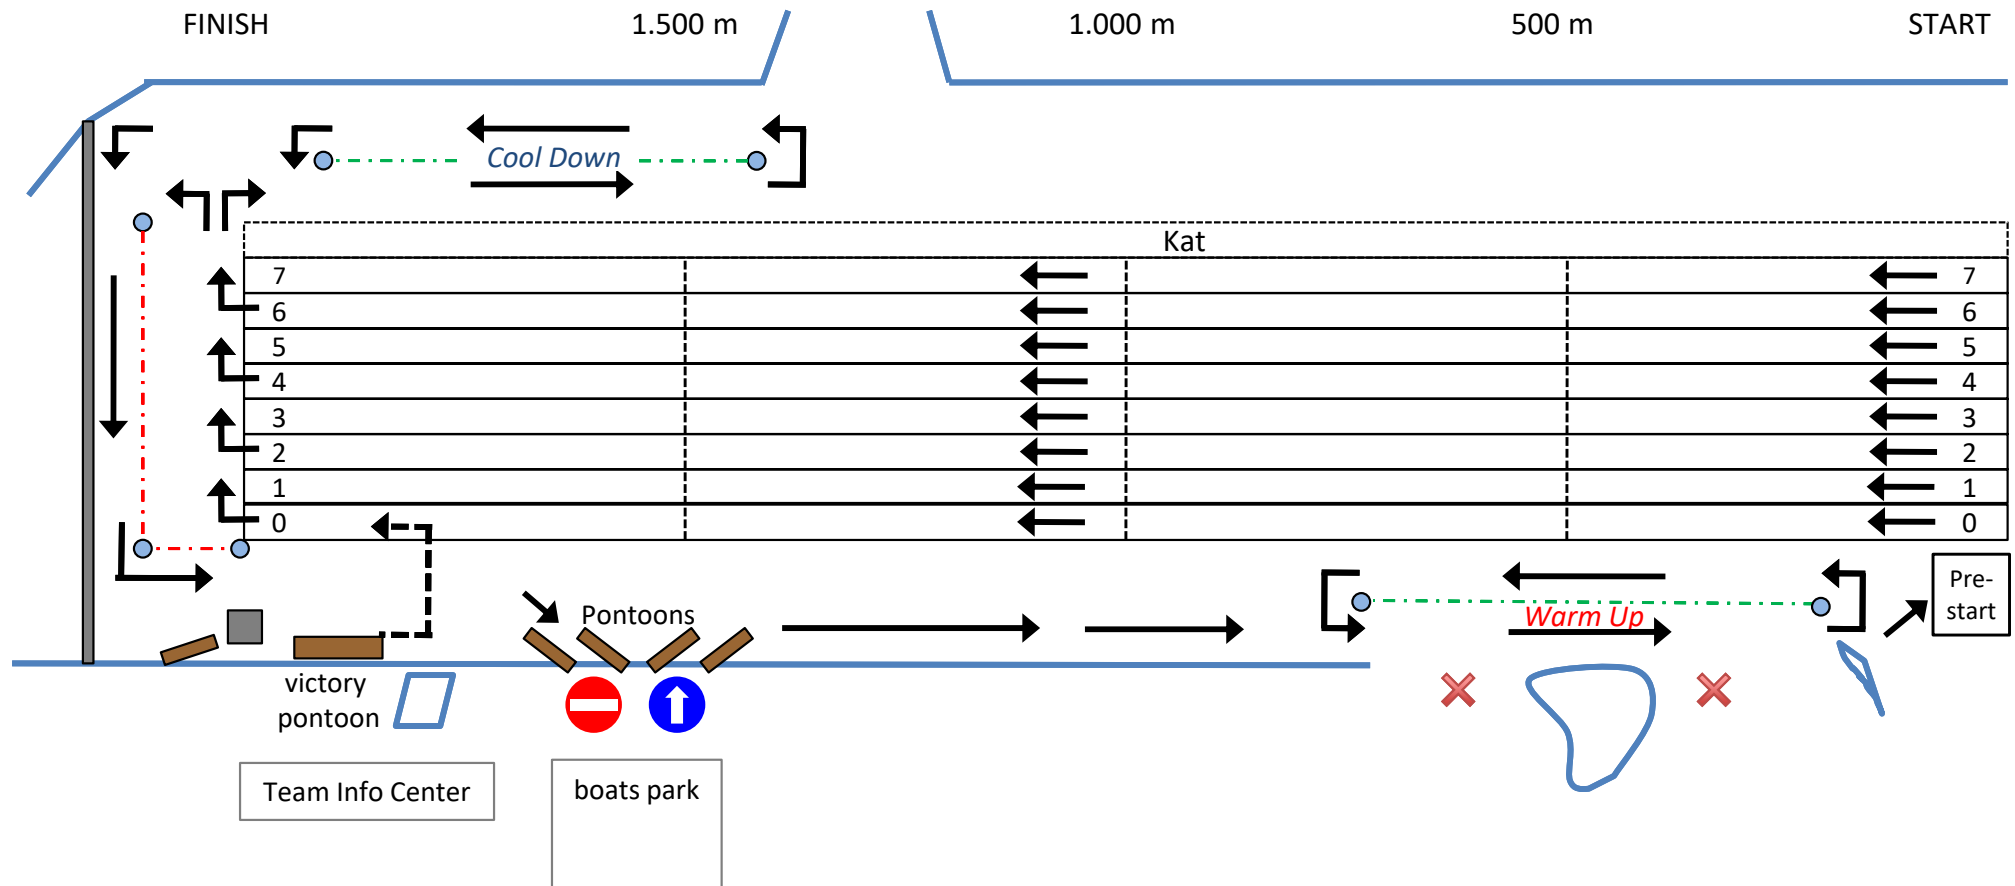 FINISH 1.500 m 1.000 m 500 m START
Cool Down
Kat
7 7
6 6
5 5
4 4
3 3
2 2
1 1
0 0
Pre-
start
Pontoons
Warm Up
victory
pontoon
Team Info Center
boats park